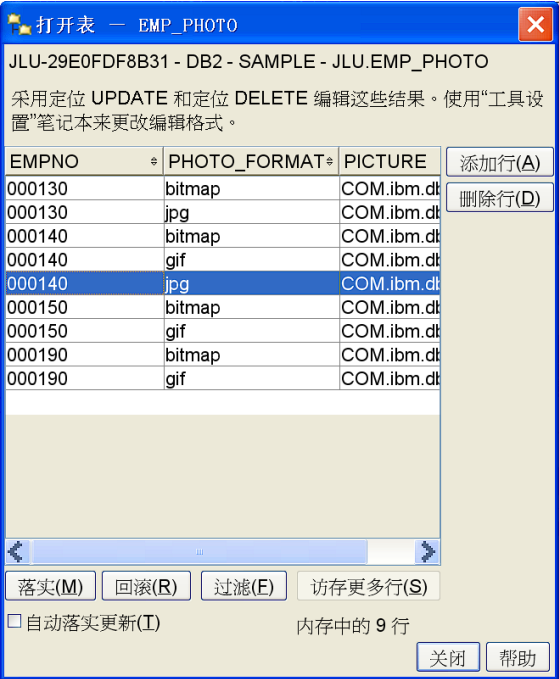 打开表 － EMP_PHOTO
JLU-29E0FDF8B31 - DB2 - SAMPLE - JLU.EMP_PHOTO
采用定位 UPDATE 和定位 DELETE 编辑这些结果。使用“工具设
置”笔记本来更改编辑格式。
EMPNO PHOTO_FORMAT PICTURE
000130 bitmap COM.ibm.db
000130 jpg COM.ibm.db
000140 bitmap COM.ibm.db
000140 gif COM.ibm.db
000140 jpg COM.ibm.db
000150 bitmap COM.ibm.db
000150 gif COM.ibm.db
000190 bitmap COM.ibm.db
000190 gif COM.ibm.db
添加行(A)
删除行(D)
落实(M) 回滚(R) 过滤(F) 访存更多行(S)
自动落实更新(T) 内存中的 9 行
关闭 帮助